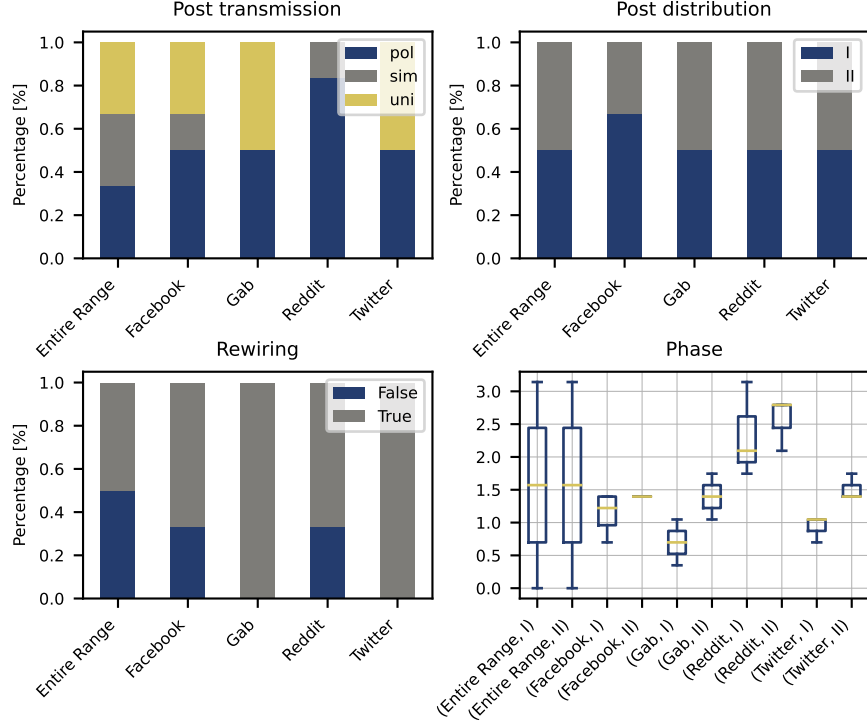 Post transmission
Percentage [%]
1.0
0.8
0.6
0.4
0.2
0.0
pol
sim
uni
Entire Range
Facebook
Gab
Reddit
Twitter
Post distribution
Percentage [%]
1.0
0.8
0.6
0.4
0.2
0.0
I
II
Entire Range
Facebook
Gab
Reddit
Twitter
Rewiring
Percentage [%]
1.0
0.8
0.6
0.4
0.2
0.0
False
True
Entire Range
Facebook
Gab
Reddit
Twitter
Phase
3.0
2.5
2.0
1.5
1.0
0.5
0.0
(Entire Range, I)
(Entire Range, II)
(Facebook, I)
(Facebook, II)
(Gab, I)
(Gab, II)
(Reddit, I)
(Reddit, II)
(Twitter, I)
(Twitter, II)